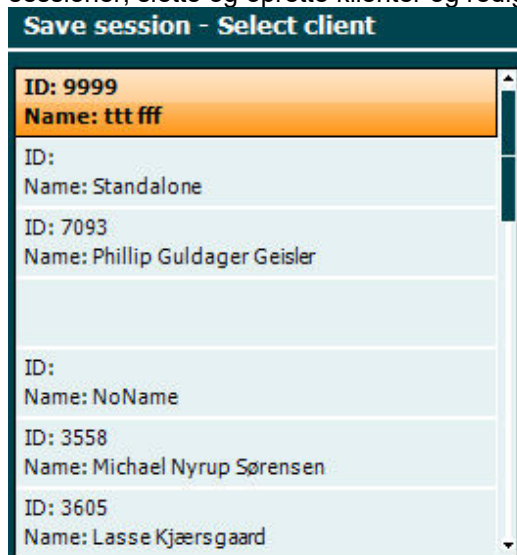 Save session - Select client
ID: 9999
Name: ttt fff
ID:
Name: Standalone
ID: 7093
Name: Phillip Guldager Geisler
ID:
Name: NoName
ID: 3558
Name: Michael Nyrup Sørensen
ID: 3605
Name: Lasse Kjærsgaard